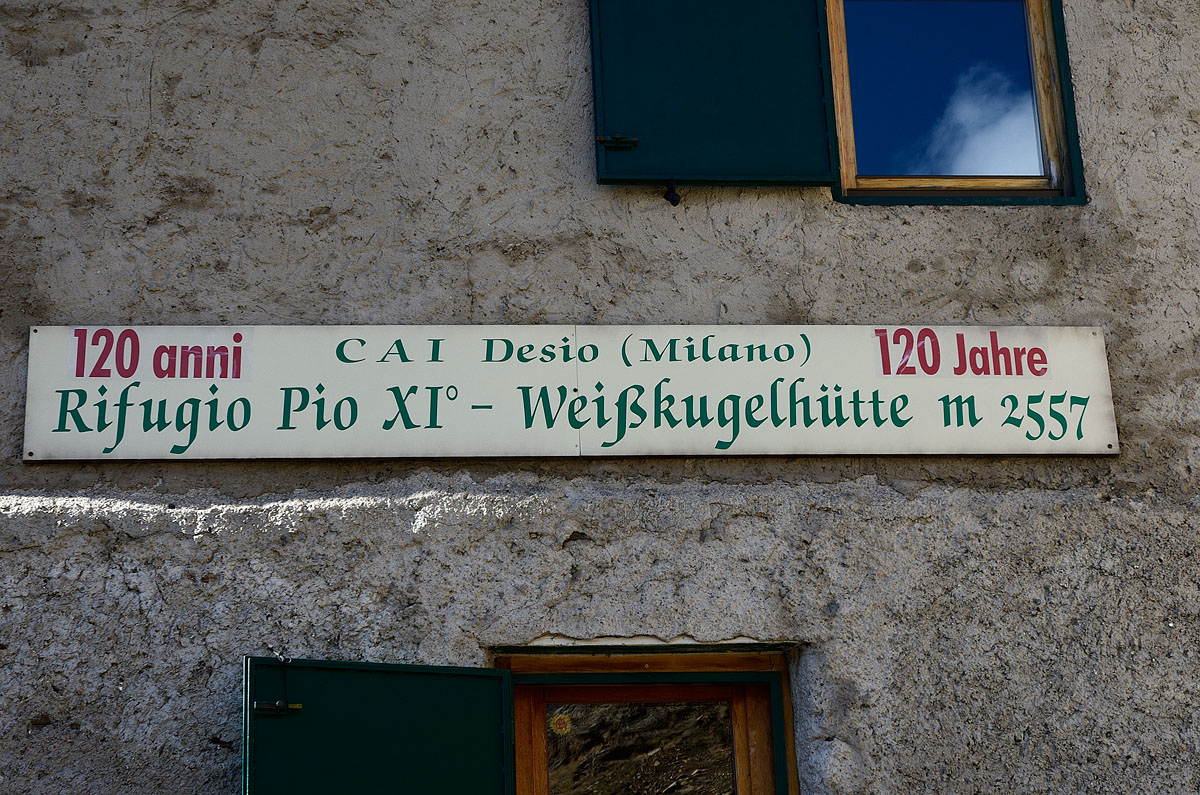 120 anni CAI Desio (Milano) 120 Jahre
Rifugio Pio XI° - Weißkugelhütte m 2557